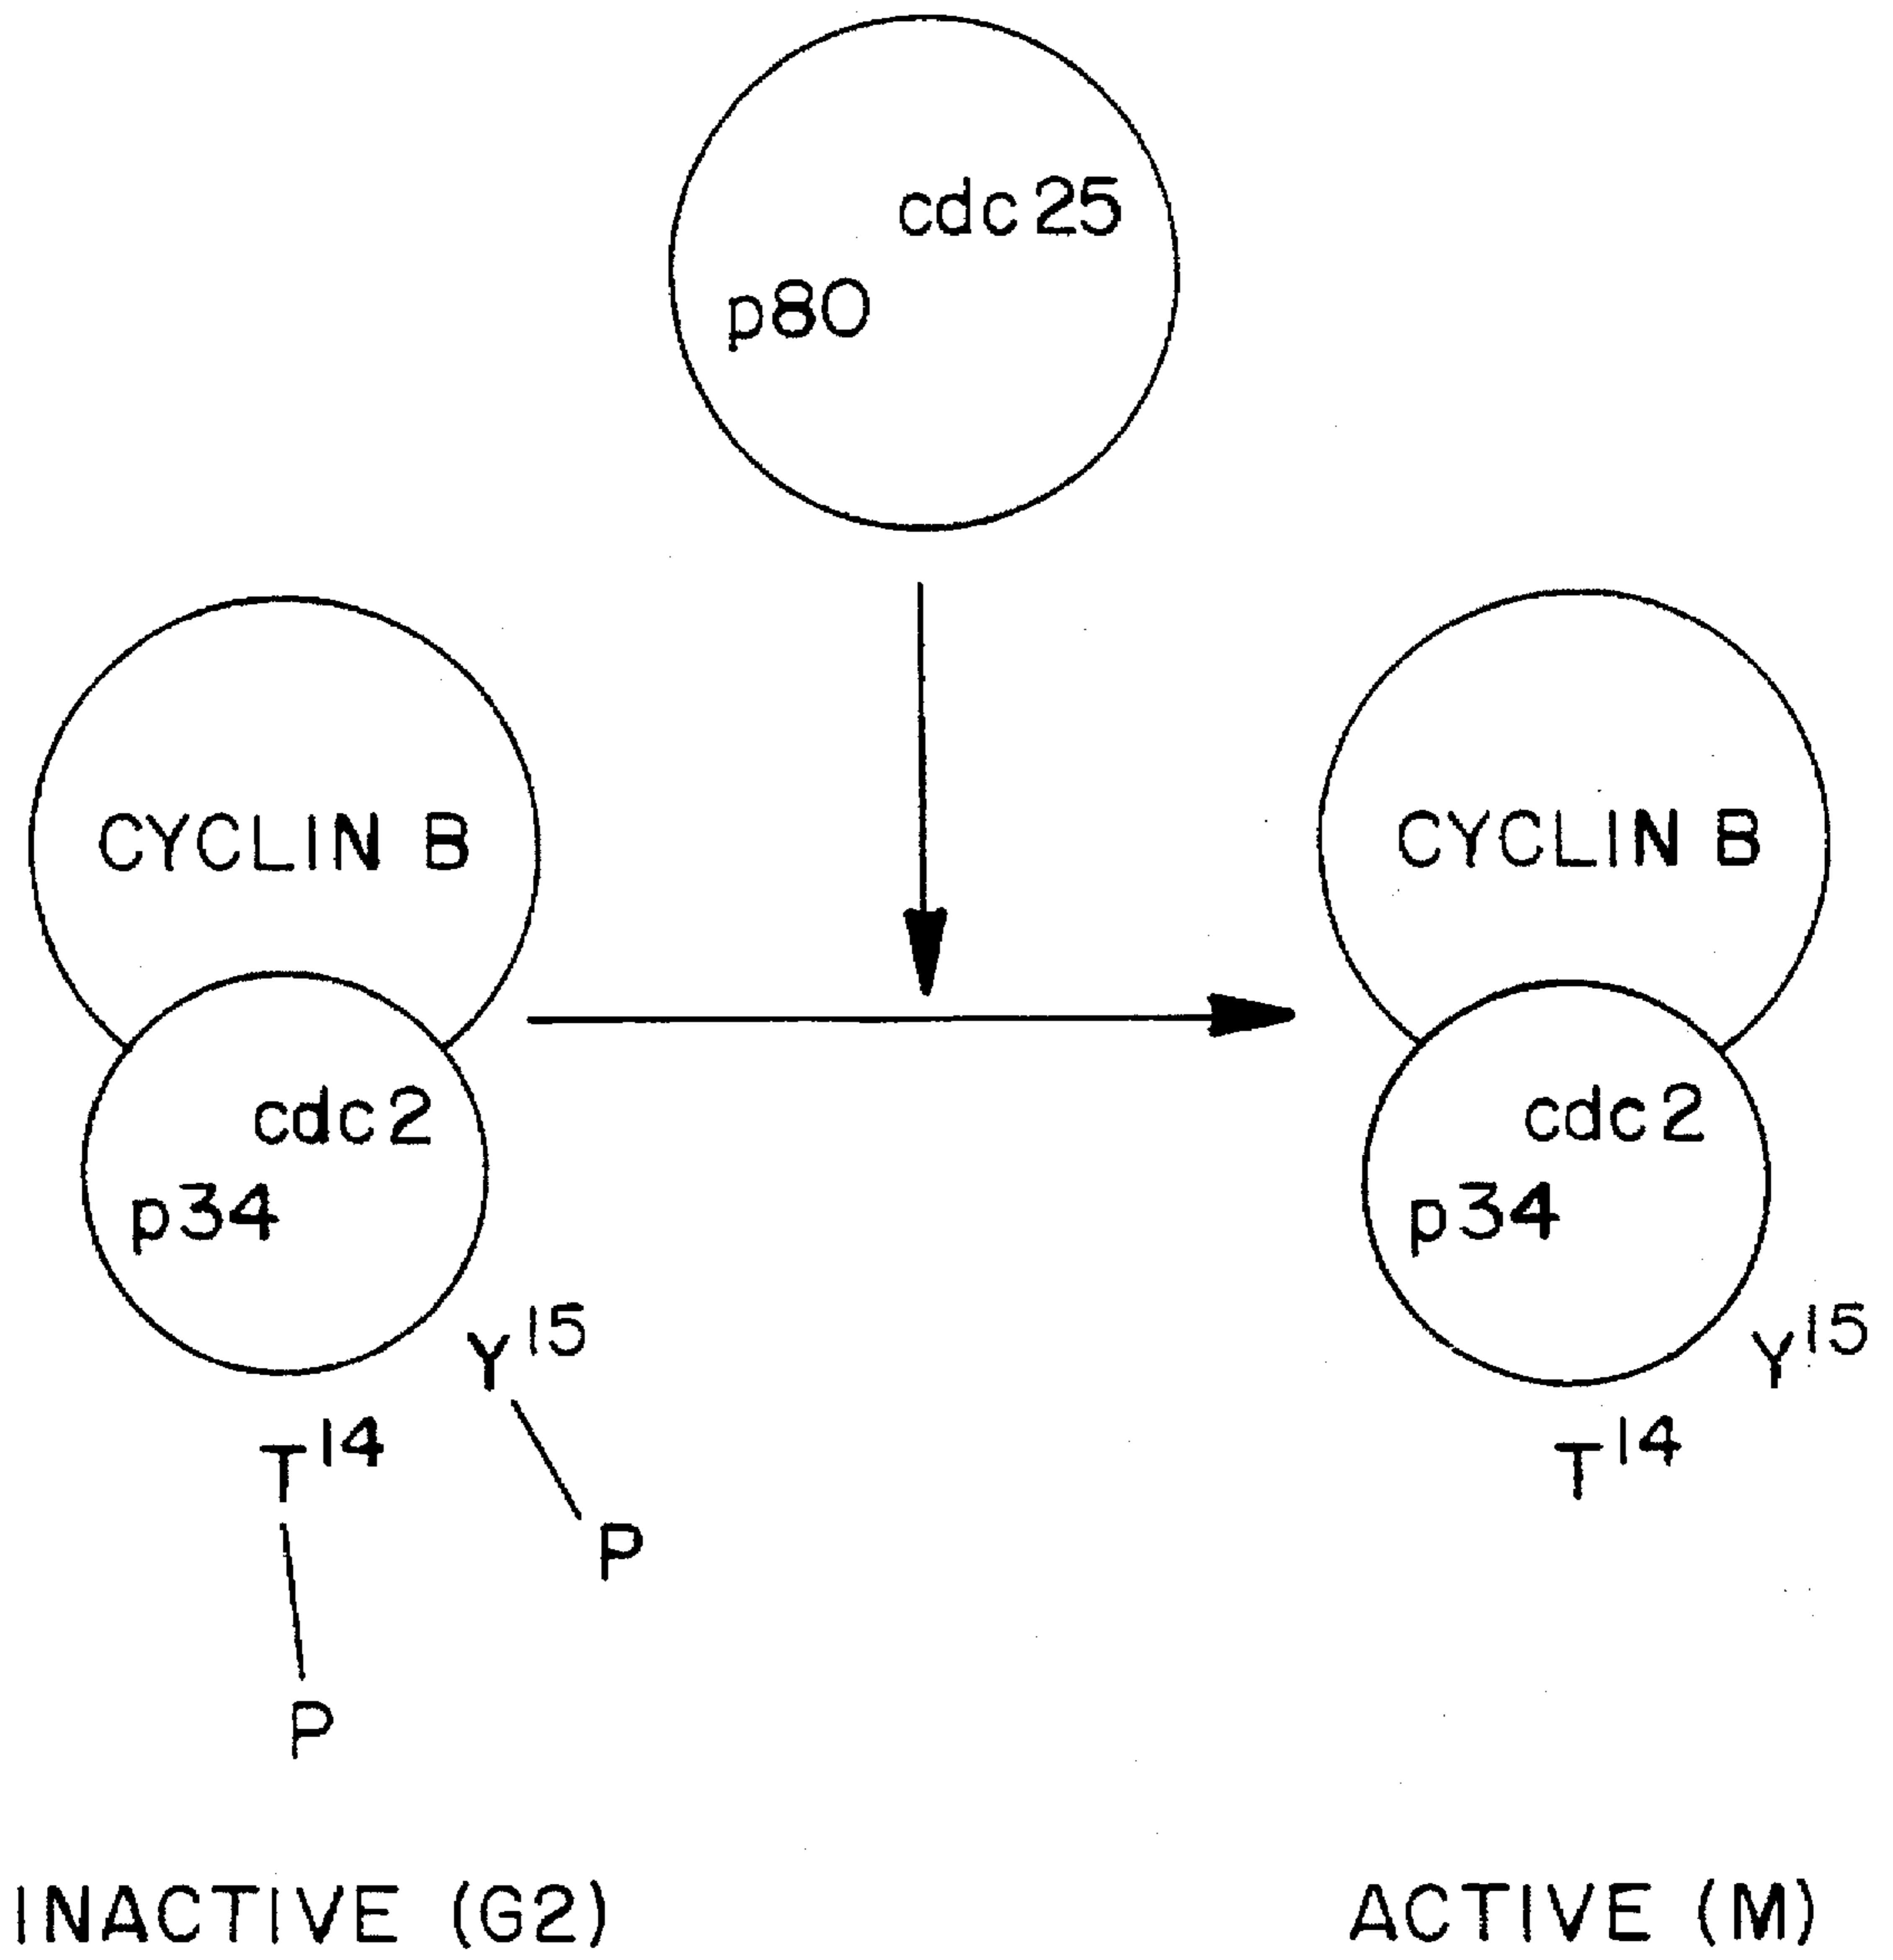 cdc25
p80
CYCLIN B
cdc2
p34
Y15
T14
P
P
INACTIVE (G2)
CYCLIN B
cdc2
p34
Y15
T14
ACTIVE (M)